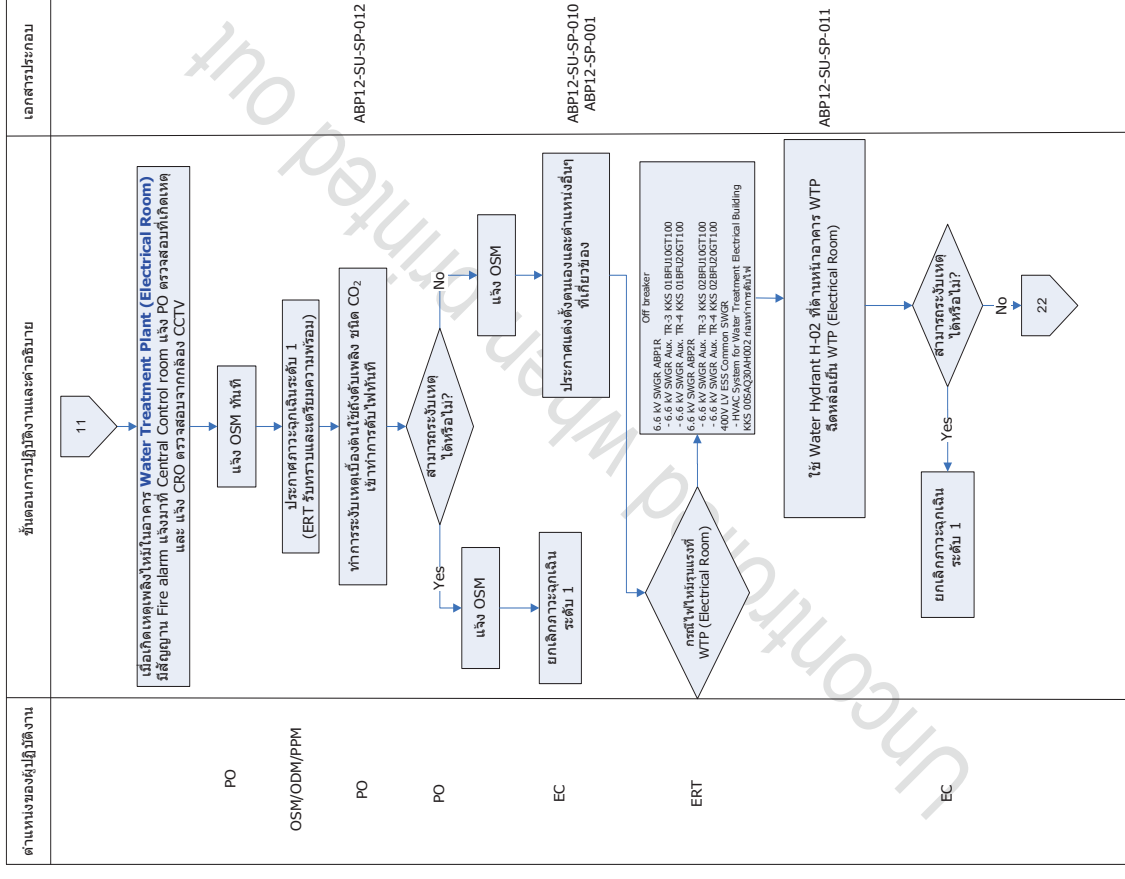 ตำแหน่งของผู้ปฏิบัติงาน
ขั้นตอนการปฏิบัติงานและคำอธิบาย
เอกสารประกอบ
11
เมื่อเกิดเหตุเพลิงไหม้ในอาคาร Water Treatment Plant (Electrical Room)
มีสัญญาน Fire alarm แจ้งมาที่ Central Control room แจ้ง PO ตรวจสอบที่เกิดเหตุ
และ แจ้ง CRO ตรวจสอบจากกล้อง CCTV
PO
แจ้ง OSM ทันที
OSM/ODM/PPM
ประกาศภาวะฉุกเฉินระดับ 1
(ERT รับทราบและเตรียมความพร้อม)
PO
ทำการระงับเหตุเบื้องต้นใช้ถังดับเพลิง ชนิด CO2
เข้าทำการดับไฟทันที
ABP12-SU-SP-012
PO
สามารถระงับเหตุ
ได้หรือไม่?
Yes
No
แจ้ง OSM
แจ้ง OSM
EC
ยกเลิกภาวะฉุกเฉิน
ระดับ 1
ประกาศแต่งตั้งตนเองและตำแหน่งอื่นๆ
ที่เกี่ยวข้อง
ABP12-SU-SP-010
ABP12-SP-001
ERT
กรณีไฟไหม้รุนแรงที่
WTP (Electrical Room)
Off breaker
6.6 kV SWGR ABP1R
- 6.6 kV SWGR Aux. TR-3 KKS 01BFU10GT100
- 6.6 kV SWGR Aux. TR-4 KKS 01BFU20GT100
6.6 kV SWGR ABP2R
- 6.6 kV SWGR Aux. TR-3 KKS 02BFU10GT100
- 6.6 kV SWGR Aux. TR-4 KKS 02BFU20GT100
400V LV ESS Common SWGR
- HVAC System for Water Treatment Electrical Building
KKS 00SAQ30AH002 ก่อนทำการดับไฟ
ใช้ Water Hydrant H-02 ที่ด้านหน้าอาคาร WTP
ฉีดหล่อเย็น WTP (Electrical Room)
ABP12-SU-SP-011
EC
สามารถระงับเหตุ
ได้หรือไม่?
Yes
No
ยกเลิกภาวะฉุกเฉิน
ระดับ 1
22
Uncontrolled when printed out